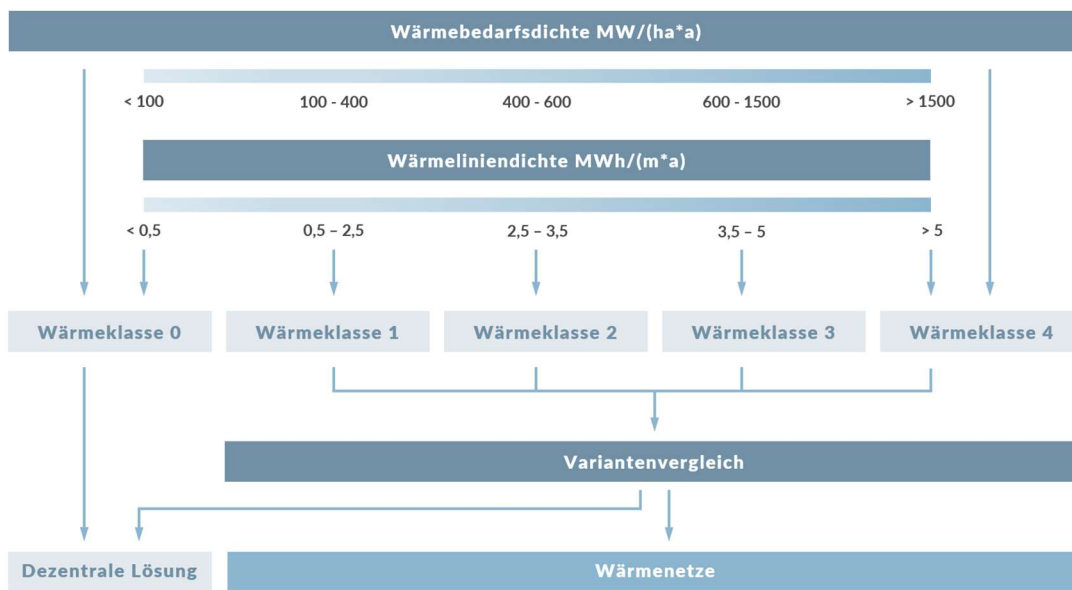 Wärmebedarfsdichte MW/(ha*a)
< 100 100 - 400 400 - 600 600 - 1500 > 1500
Wärmeliniendichte MWh/(m*a)
< 0,5 0,5 – 2,5 2,5 – 3,5 3,5 – 5 > 5
Wärmeklasse 0 Wärmeklasse 1 Wärmeklasse 2 Wärmeklasse 3 Wärmeklasse 4
Variantenvergleich
Dezentrale Lösung Wärmenetze